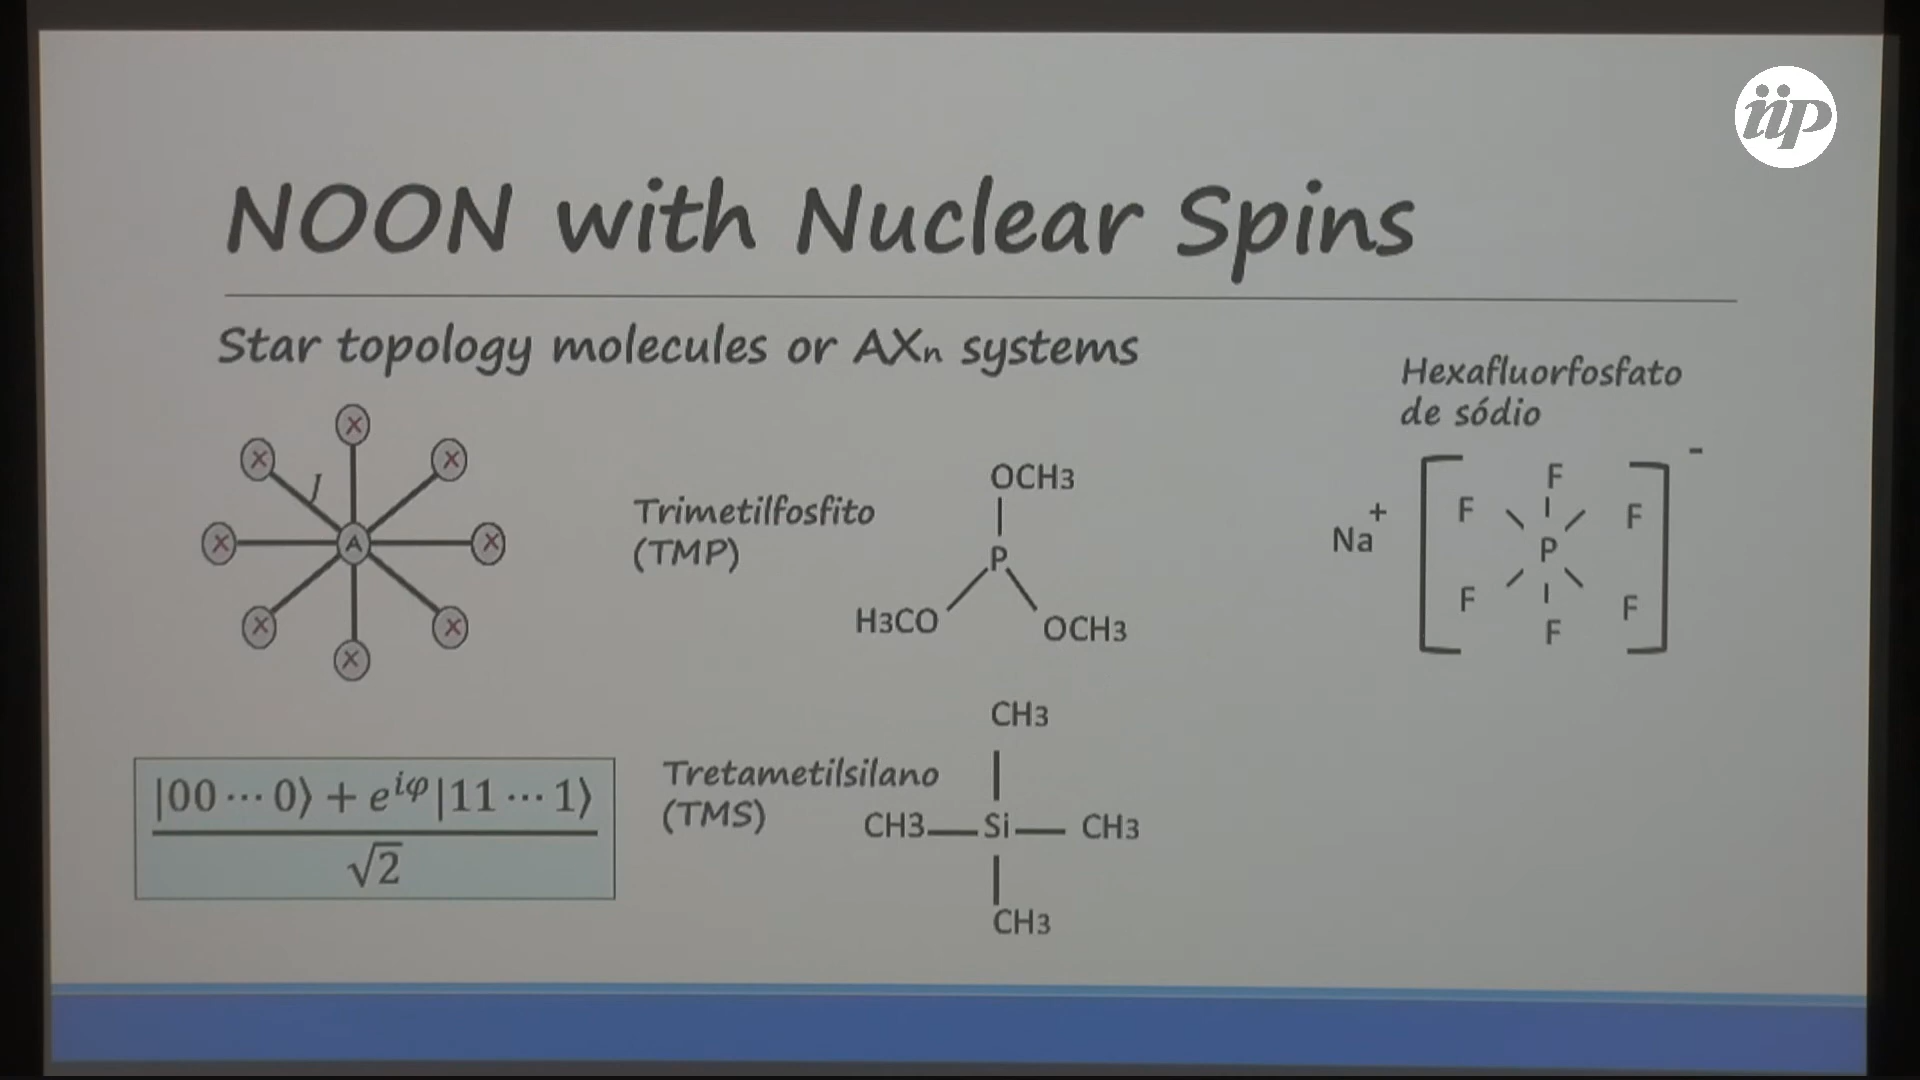 iip
NOON with Nuclear Spins
Star topology molecules or AXn systems
X
X
X
J
X
A
X
X
X
X
|00 ⋯ 0⟩ + e^{iφ}|11 ⋯ 1⟩
√2
Trimetilfosfito
(TMP)
OCH3
P
H3CO
OCH3
Tretametilsilano
(TMS)
CH3
CH3 Si CH3
CH3
Hexafluorfosfato
de sódio
Na+
F
F
F
P
F
F
F
-